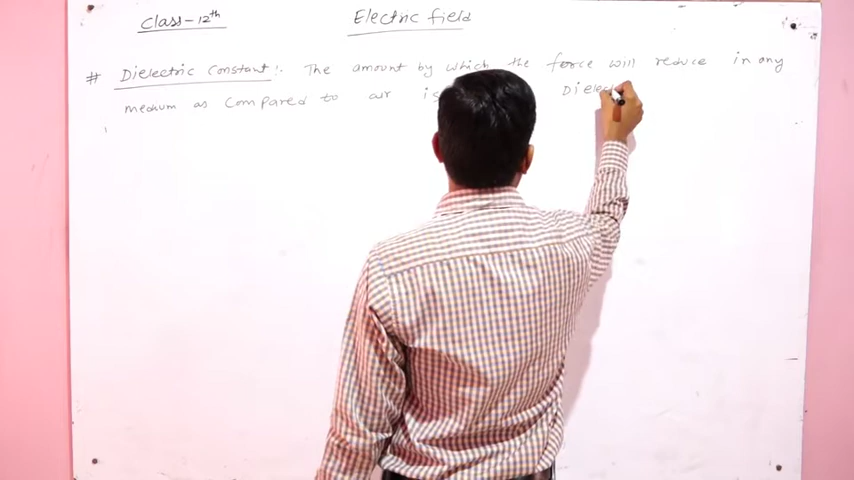 Class-12th
Electric field
# Dielectric Constant:- The amount by which the force will reduce in any
medium as compared to air is Dielec